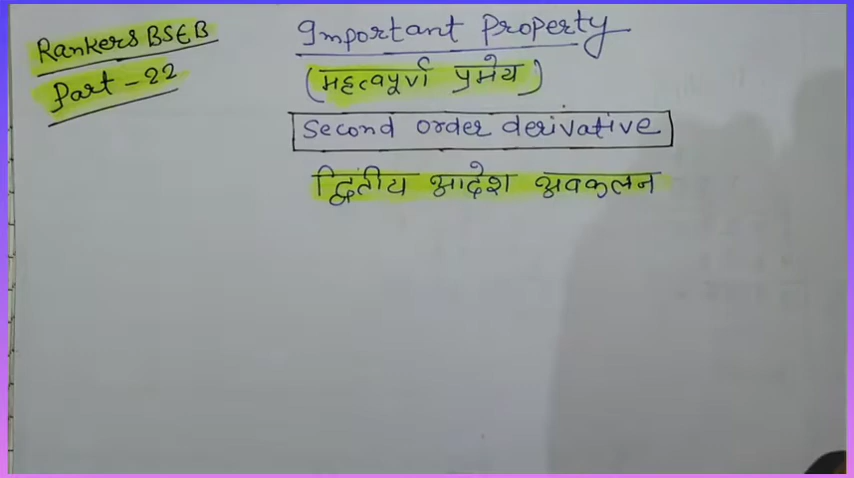 Rankers BSEB
Part - 22
Important Property
(महत्वपूर्ण प्रमेय)
Second order derivative
द्वितीय आदेश अवकलन